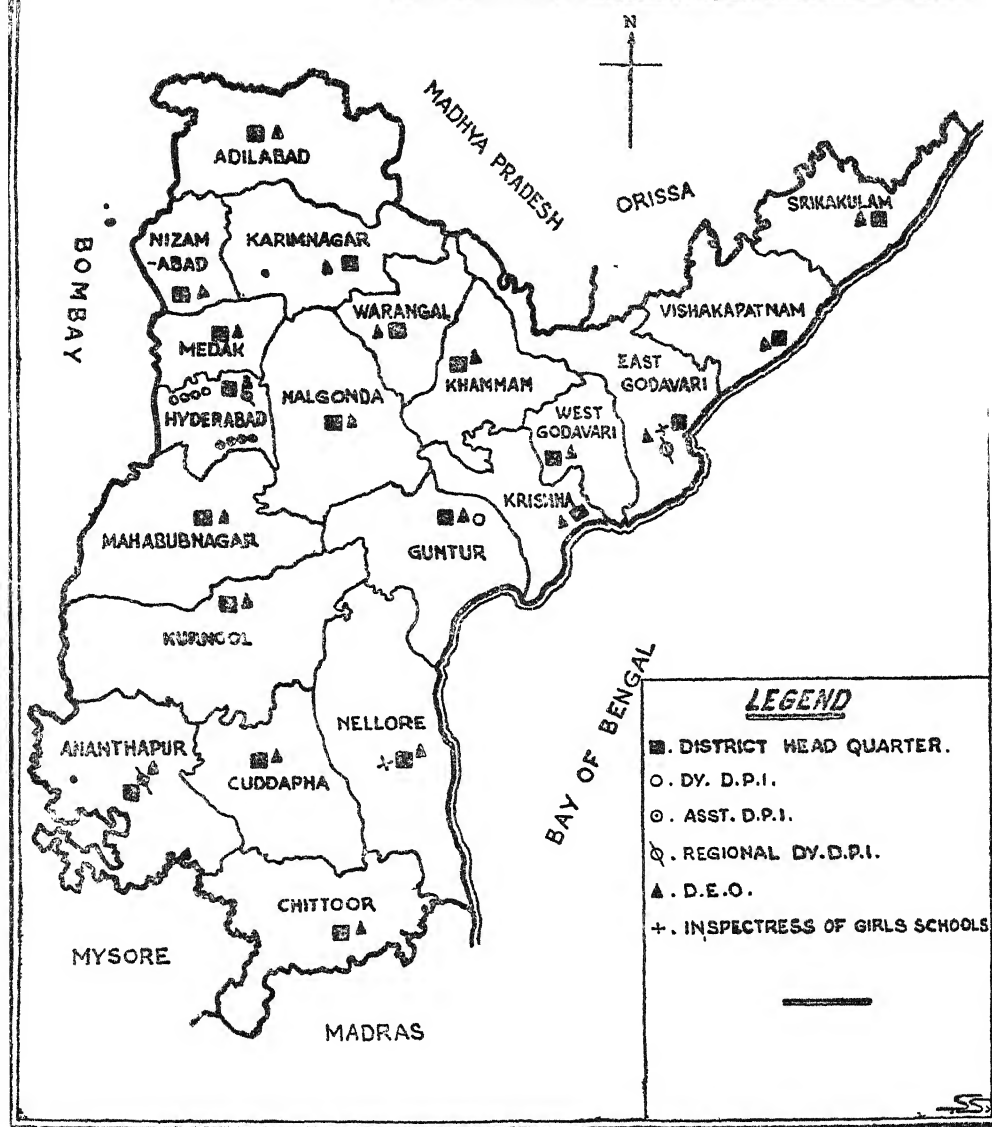 N
MADHYA PRADESH
ORISSA
BOMBAY
ADILABAD
SRIKAKULAM
NIZAM
-ABAD
KARIMNAGAR
WARANGAL
VISHAKAPATNAM
MEDAK
KHAMMAM
EAST
GODAVARI
HYDERABAD
NALGONDA
WEST
GODAVARI
KRISHNA
MAHABUBNAGAR
GUNTUR
KURNOOL
BAY OF BENGAL
NELLORE
ANANTHAPUR
CUDDAPHA
CHITTOOR
MYSORE
MADRAS
LEGEND
. DISTRICT HEAD QUARTER.
. DY. D.P.I.
. ASST. D.P.I.
. REGIONAL DY.D.P.I.
. D.E.O.
. INSPECTRESS OF GIRLS SCHOOLS
SS